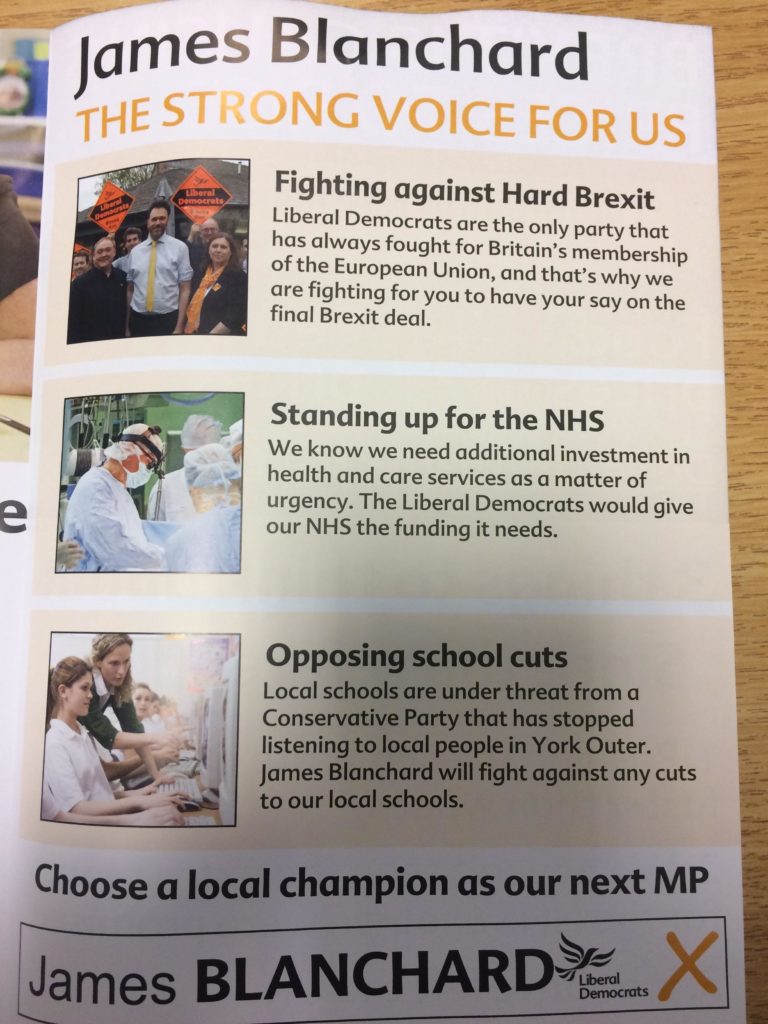 James Blanchard
THE STRONG VOICE FOR US
Liberal
Democrats
Liberal
Democrats
Fighting against Hard Brexit
Liberal Democrats are the only party that
has always fought for Britain's membership
of the European Union, and that's why we
are fighting for you to have your say on the
final Brexit deal.
Standing up for the NHS
We know we need additional investment in
health and care services as a matter of
urgency. The Liberal Democrats would give
our NHS the funding it needs.
e
Opposing school cuts
Local schools are under threat from a
Conservative Party that has stopped
listening to local people in York Outer.
James Blanchard will fight against any cuts
to our local schools.
Choose a local champion as our next MP
James BLANCHARD
Liberal
Democrats
X